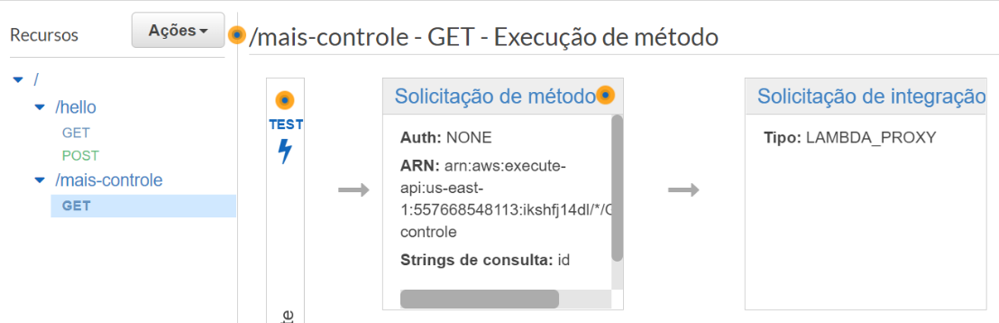 Recursos
Ações
/mais-controle - GET - Execução de método
/
/hello
GET
POST
/mais-controle
GET
TEST
Solicitação de método
Auth: NONE
ARN: arn:aws:execute-
api:us-east-
1:557668548113:ikshfj14dl/*/
controle
Strings de consulta: id
Solicitação de integração
Tipo: LAMBDA_PROXY